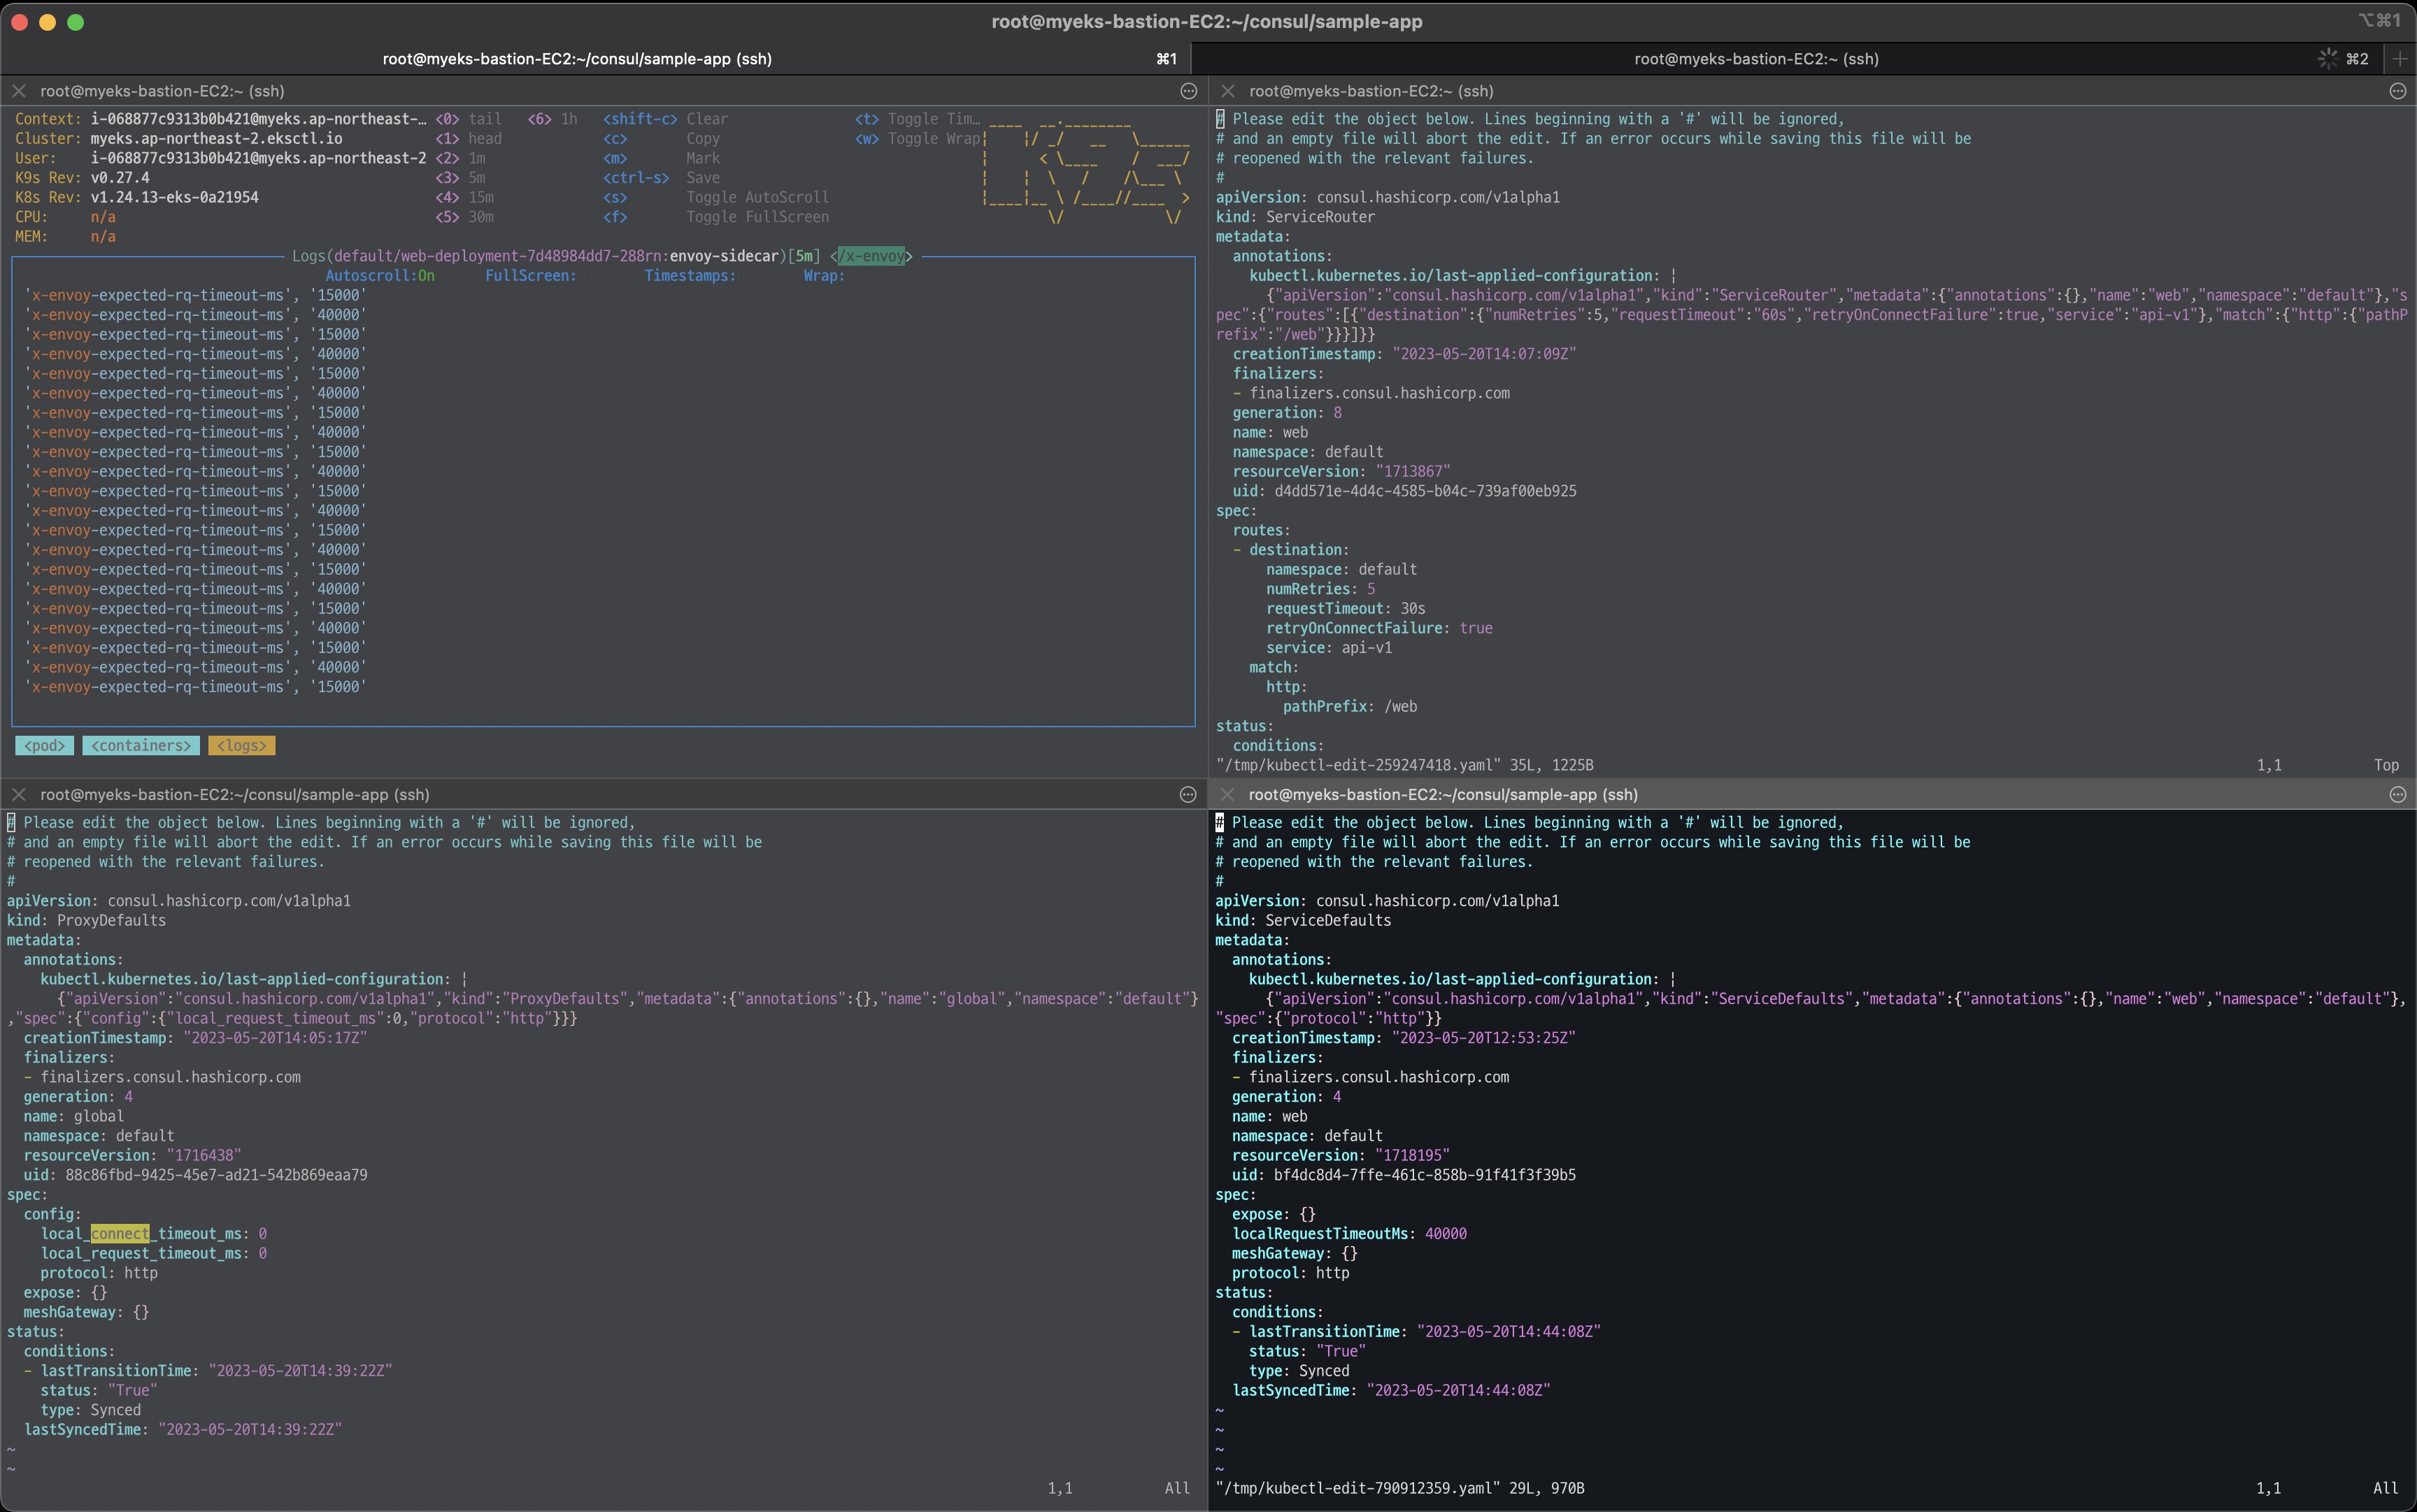 root@myeks-bastion-EC2:~/consul/sample-app
⌥⌘1
root@myeks-bastion-EC2:~/consul/sample-app (ssh)
⌘1
root@myeks-bastion-EC2:~ (ssh)
⌘2
root@myeks-bastion-EC2:~ (ssh)
Context: i-068877c9313b0b421@myeks.ap-northeast-… <0> tail <6> 1h <shift-c> Clear <t> Toggle Tim…
Cluster: myeks.ap-northeast-2.eksctl.io <1> head <c> Copy <w> Toggle Wrap
User: i-068877c9313b0b421@myeks.ap-northeast-2 <2> 1m <m> Mark
K9s Rev: v0.27.4 <3> 5m <ctrl-s> Save
K8s Rev: v1.24.13-eks-0a21954 <4> 15m <s> Toggle AutoScroll
CPU: n/a <5> 30m <f> Toggle FullScreen
MEM: n/a
Logs(default/web-deployment-7d48984dd7-288rn:envoy-sidecar)[5m] </x-envoy>
Autoscroll:On FullScreen: Timestamps: Wrap:
'x-envoy-expected-rq-timeout-ms', '15000'
'x-envoy-expected-rq-timeout-ms', '40000'
'x-envoy-expected-rq-timeout-ms', '15000'
'x-envoy-expected-rq-timeout-ms', '40000'
'x-envoy-expected-rq-timeout-ms', '15000'
'x-envoy-expected-rq-timeout-ms', '40000'
'x-envoy-expected-rq-timeout-ms', '15000'
'x-envoy-expected-rq-timeout-ms', '40000'
'x-envoy-expected-rq-timeout-ms', '15000'
'x-envoy-expected-rq-timeout-ms', '40000'
'x-envoy-expected-rq-timeout-ms', '15000'
'x-envoy-expected-rq-timeout-ms', '40000'
'x-envoy-expected-rq-timeout-ms', '15000'
'x-envoy-expected-rq-timeout-ms', '40000'
'x-envoy-expected-rq-timeout-ms', '15000'
'x-envoy-expected-rq-timeout-ms', '40000'
'x-envoy-expected-rq-timeout-ms', '15000'
'x-envoy-expected-rq-timeout-ms', '40000'
'x-envoy-expected-rq-timeout-ms', '15000'
'x-envoy-expected-rq-timeout-ms', '40000'
'x-envoy-expected-rq-timeout-ms', '15000'
<pod> <containers> <logs>
root@myeks-bastion-EC2:~ (ssh)
# Please edit the object below. Lines beginning with a '#' will be ignored,
# and an empty file will abort the edit. If an error occurs while saving this file will be
# reopened with the relevant failures.
#
apiVersion: consul.hashicorp.com/v1alpha1
kind: ServiceRouter
metadata:
annotations:
kubectl.kubernetes.io/last-applied-configuration: |
{"apiVersion":"consul.hashicorp.com/v1alpha1","kind":"ServiceRouter","metadata":{"annotations":{},"name":"web","namespace":"default"},"s
pec":{"routes":[{"destination":{"numRetries":5,"requestTimeout":"60s","retryOnConnectFailure":true,"service":"api-v1"},"match":{"http":{"pathP
refix":"/web"}}}]}}
creationTimestamp: "2023-05-20T14:07:09Z"
finalizers:
- finalizers.consul.hashicorp.com
generation: 8
name: web
namespace: default
resourceVersion: "1713867"
uid: d4dd571e-4d4c-4585-b04c-739af00eb925
spec:
routes:
- destination:
namespace: default
numRetries: 5
requestTimeout: 30s
retryOnConnectFailure: true
service: api-v1
match:
http:
pathPrefix: /web
status:
conditions:
"/tmp/kubectl-edit-259247418.yaml" 35L, 1225B 1,1 Top
root@myeks-bastion-EC2:~/consul/sample-app (ssh)
# Please edit the object below. Lines beginning with a '#' will be ignored,
# and an empty file will abort the edit. If an error occurs while saving this file will be
# reopened with the relevant failures.
#
apiVersion: consul.hashicorp.com/v1alpha1
kind: ProxyDefaults
metadata:
annotations:
kubectl.kubernetes.io/last-applied-configuration: |
{"apiVersion":"consul.hashicorp.com/v1alpha1","kind":"ProxyDefaults","metadata":{"annotations":{},"name":"global","namespace":"default"}
,"spec":{"config":{"local_request_timeout_ms":0,"protocol":"http"}}}
creationTimestamp: "2023-05-20T14:05:17Z"
finalizers:
- finalizers.consul.hashicorp.com
generation: 4
name: global
namespace: default
resourceVersion: "1716438"
uid: 88c86fbd-9425-45e7-ad21-542b869eaa79
spec:
config:
local_connect_timeout_ms: 0
local_request_timeout_ms: 0
protocol: http
expose: {}
meshGateway: {}
status:
conditions:
- lastTransitionTime: "2023-05-20T14:39:22Z"
status: "True"
type: Synced
lastSyncedTime: "2023-05-20T14:39:22Z"
~
~
1,1 All
root@myeks-bastion-EC2:~/consul/sample-app (ssh)
# Please edit the object below. Lines beginning with a '#' will be ignored,
# and an empty file will abort the edit. If an error occurs while saving this file will be
# reopened with the relevant failures.
#
apiVersion: consul.hashicorp.com/v1alpha1
kind: ServiceDefaults
metadata:
annotations:
kubectl.kubernetes.io/last-applied-configuration: |
{"apiVersion":"consul.hashicorp.com/v1alpha1","kind":"ServiceDefaults","metadata":{"annotations":{},"name":"web","namespace":"default"},
"spec":{"protocol":"http"}}
creationTimestamp: "2023-05-20T12:53:25Z"
finalizers:
- finalizers.consul.hashicorp.com
generation: 4
name: web
namespace: default
resourceVersion: "1718195"
uid: bf4dc8d4-7ffe-461c-858b-91f41f3f39b5
spec:
expose: {}
localRequestTimeoutMs: 40000
meshGateway: {}
protocol: http
status:
conditions:
- lastTransitionTime: "2023-05-20T14:44:08Z"
status: "True"
type: Synced
lastSyncedTime: "2023-05-20T14:44:08Z"
~
~
~
~
"/tmp/kubectl-edit-790912359.yaml" 29L, 970B 1,1 All